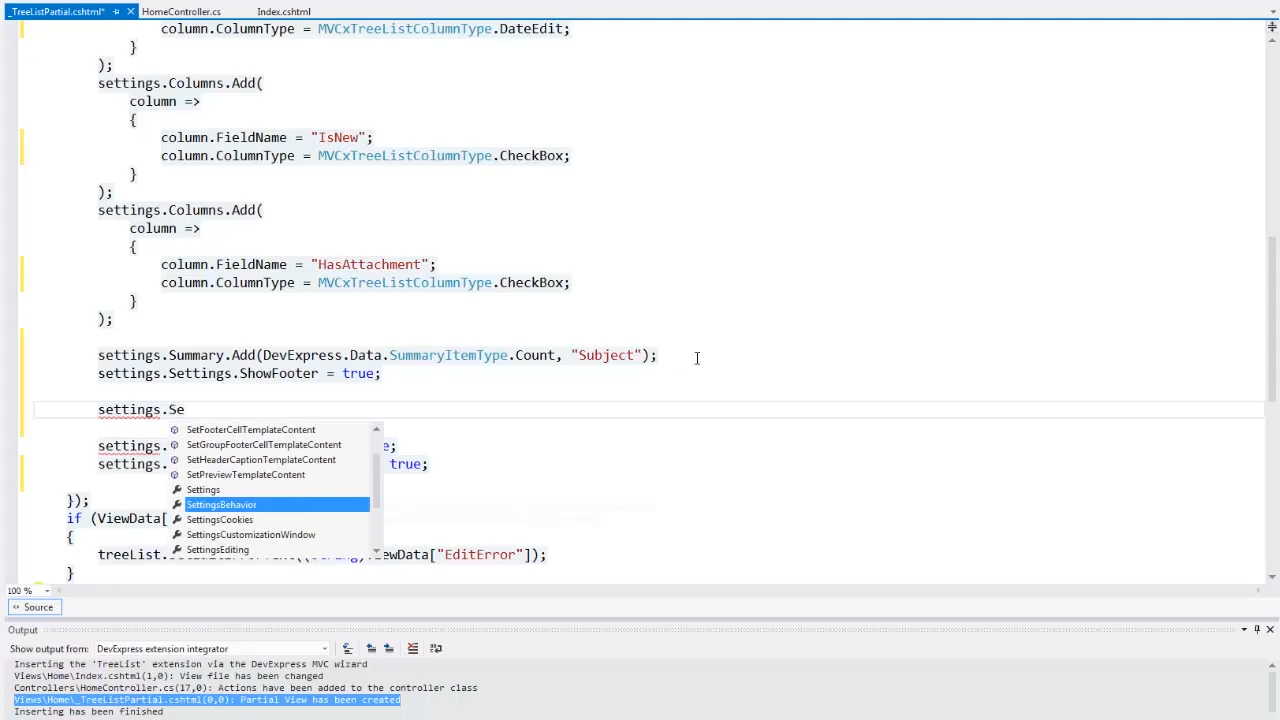 _TreeListPartial.cshtml* HomeController.cs Index.cshtml
column.ColumnType = MVCxTreeListColumnType.DateEdit;
}
);
settings.Columns.Add(
column =>
{
column.FieldName = "IsNew";
column.ColumnType = MVCxTreeListColumnType.CheckBox;
}
);
settings.Columns.Add(
column =>
{
column.FieldName = "HasAttachment";
column.ColumnType = MVCxTreeListColumnType.CheckBox;
}
);
settings.Summary.Add(DevExpress.Data.SummaryItemType.Count, "Subject");
settings.Settings.ShowFooter = true;
settings.Se
SetFooterCellTemplateContent
settings. SetGroupFooterCellTemplateContent e;
settings. SetHeaderCaptionTemplateContent true;
SetPreviewTemplateContent
Settings
}); SettingsBehavior
if (ViewData[ SettingsCookies
{ SettingsCustomizationWindow
treeList. SettingsEditing ViewData["EditError"]);
}
100 %
Source
Output
Show output from: DevExpress extension integrator
Inserting the 'TreeList' extension via the DevExpress MVC wizard
Views\Home\Index.cshtml(1,0): View file has been changed
Controllers\HomeController.cs(17,0): Actions have been added to the controller class
Views\Home\_TreeListPartial.cshtml(0,0): Partial View has been created
Inserting has been finished